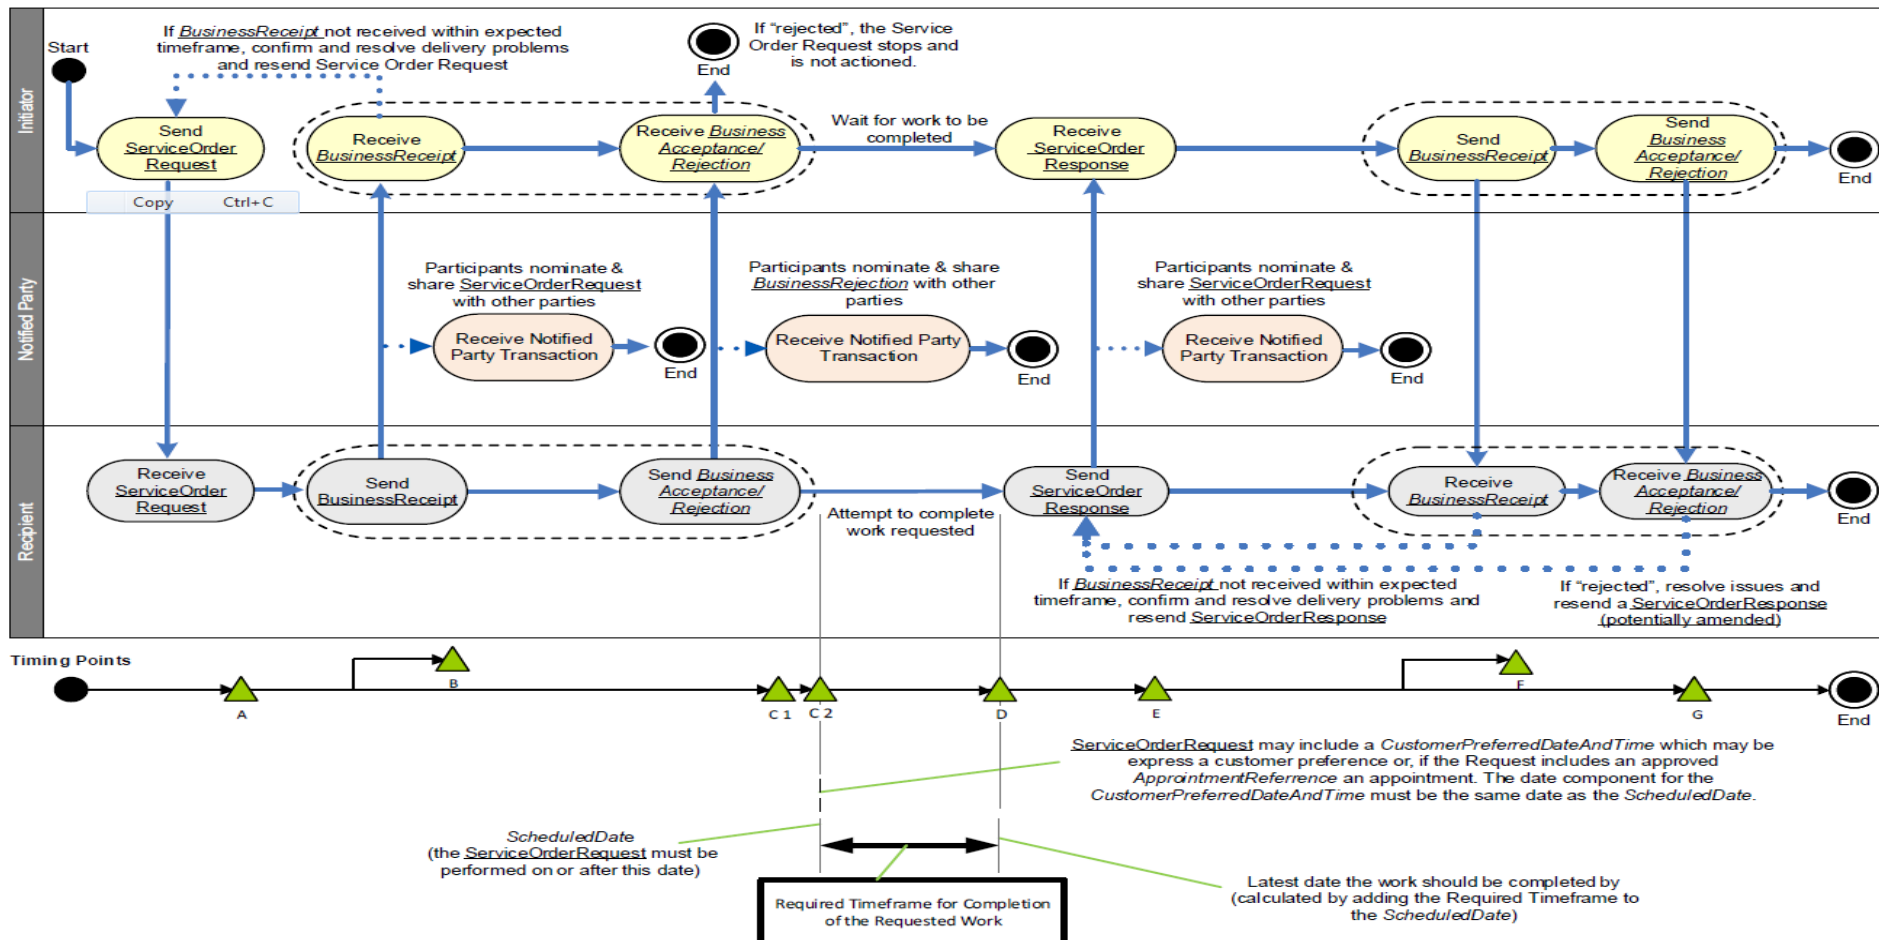 Start
If BusinessReceipt not received within expected
timeframe, confirm and resolve delivery problems
and resend Service Order Request
If “rejected”, the Service
Order Request stops and
is not actioned.
End
Initiator
Send
ServiceOrder
Request
Receive
BusinessReceipt
Receive Business
Acceptance/
Rejection
Wait for work to be
completed
Receive
ServiceOrder
Response
Send
BusinessReceipt
Send
Business
Acceptance/
Rejection
End
Copy Ctrl+C
Notified Party
Participants nominate &
share ServiceOrderRequest
with other parties
Receive Notified
Party Transaction
End
Participants nominate & share
BusinessRejection with other
parties
Receive Notified Party
Transaction
End
Participants nominate &
share ServiceOrderRequest
with other parties
Receive Notified
Party Transaction
End
Recipient
Receive
ServiceOrder
Request
Send
BusinessReceipt
Send Business
Acceptance/
Rejection
Attempt to complete
work requested
Send
ServiceOrder
Response
Receive
BusinessReceipt
Receive Business
Acceptance/
Rejection
End
If BusinessReceipt not received within expected
timeframe, confirm and resolve delivery problems and
resend ServiceOrderResponse
If “rejected”, resolve issues and
resend a ServiceOrderResponse
(potentially amended)
Timing Points
A
B
C 1
C 2
D
E
F
G
End
ServiceOrderRequest may include a CustomerPreferredDateAndTime which may be
express a customer preference or, if the Request includes an approved
ApprointmentReferrence an appointment. The date component for the
CustomerPreferredDateAndTime must be the same date as the ScheduledDate.
ScheduledDate
(the ServiceOrderRequest must be
performed on or after this date)
Required Timeframe for Completion
of the Requested Work
Latest date the work should be completed by
(calculated by adding the Required Timeframe to
the ScheduledDate)